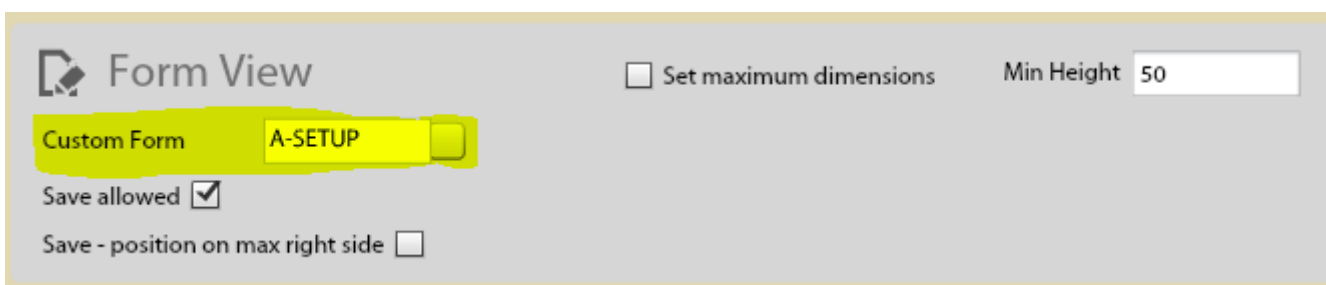 Form View
Set maximum dimensions
Min Height 50
Custom Form A-SETUP
Save allowed
Save - position on max right side